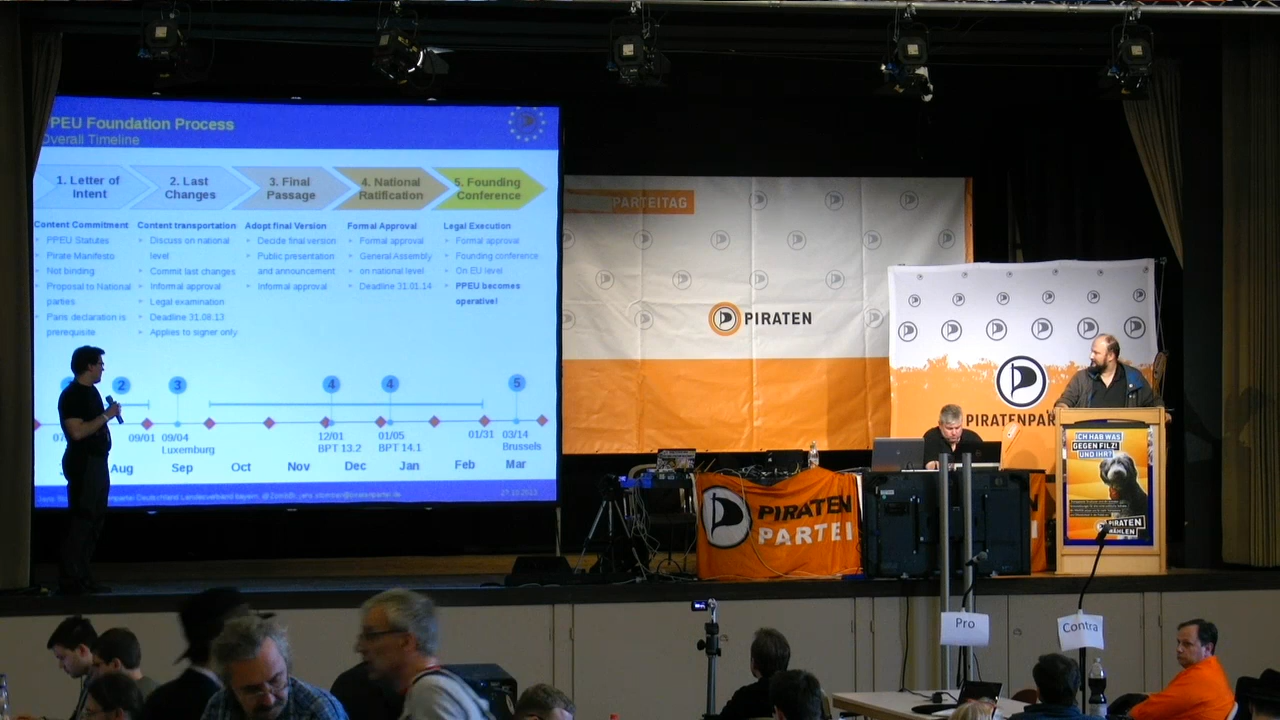 PPEU Foundation Process
Overall Timeline
1. Letter of
Intent
2. Last
Changes
3. Final
Passage
4. National
Ratification
5. Founding
Conference
Content Commitment
PPEU Statutes
Pirate Manifesto
Not binding
Proposal to National
parties
Paris declaration is
prerequisite
Content transportation
Discuss on national
level
Commit last changes
Informal approval
Legal examination
Deadline 31.08.13
Applies to signer only
Adopt final Version
Decide final version
Public presentation
and announcement
Informal approval
Formal Approval
Formal approval
General Assembly
on national level
Deadline 31.01.14
Legal Execution
Formal approval
Founding conference
On EU level
PPEU becomes
operative!
2
3
4
4
5
09/01
09/04
Luxemburg
12/01
BPT 13.2
01/05
BPT 14.1
01/31
03/14
Brussels
Aug
Sep
Oct
Nov
Dec
Jan
Feb
Mar
PARTEITAG
PIRATEN
PIRATENPAR
PIRATEN
PARTEI
ICH HAB WAS
GEGEN FILZ!
UND IHR?
PIRATEN
WÄHLEN
Pro
Contra